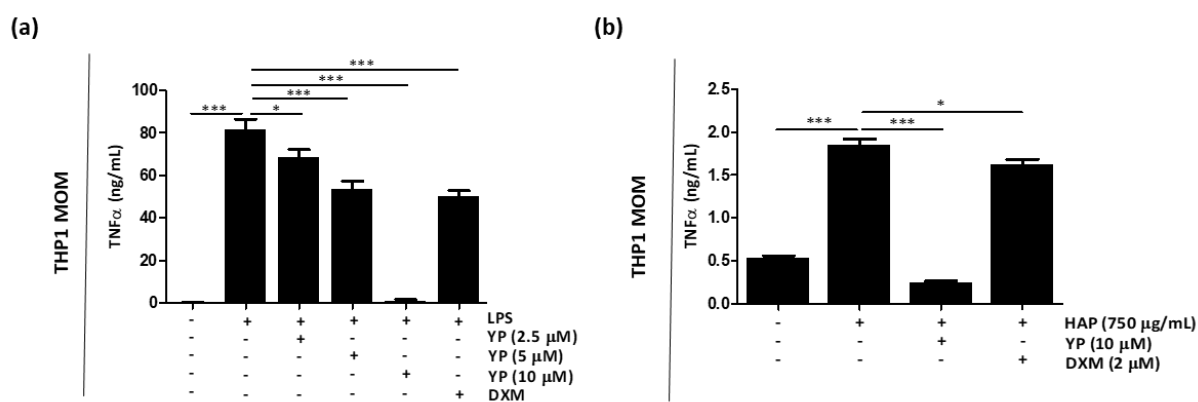 (a)
(b)
THP1 MOM
TNFα (ng/mL)
100
80
60
40
20
0
***
***
***
*** *
- + + + + + LPS
- - + - - - YP (2.5 μM)
- - - + - - YP (5 μM)
- - - - + - YP (10 μM)
- - - - - + DXM
THP1 MOM
TNFα (ng/mL)
2.5
2.0
1.5
1.0
0.5
0.0
*
*** ***
- + + + HAP (750 μg/mL)
- - + - YP (10 μM)
- - - + DXM (2 μM)